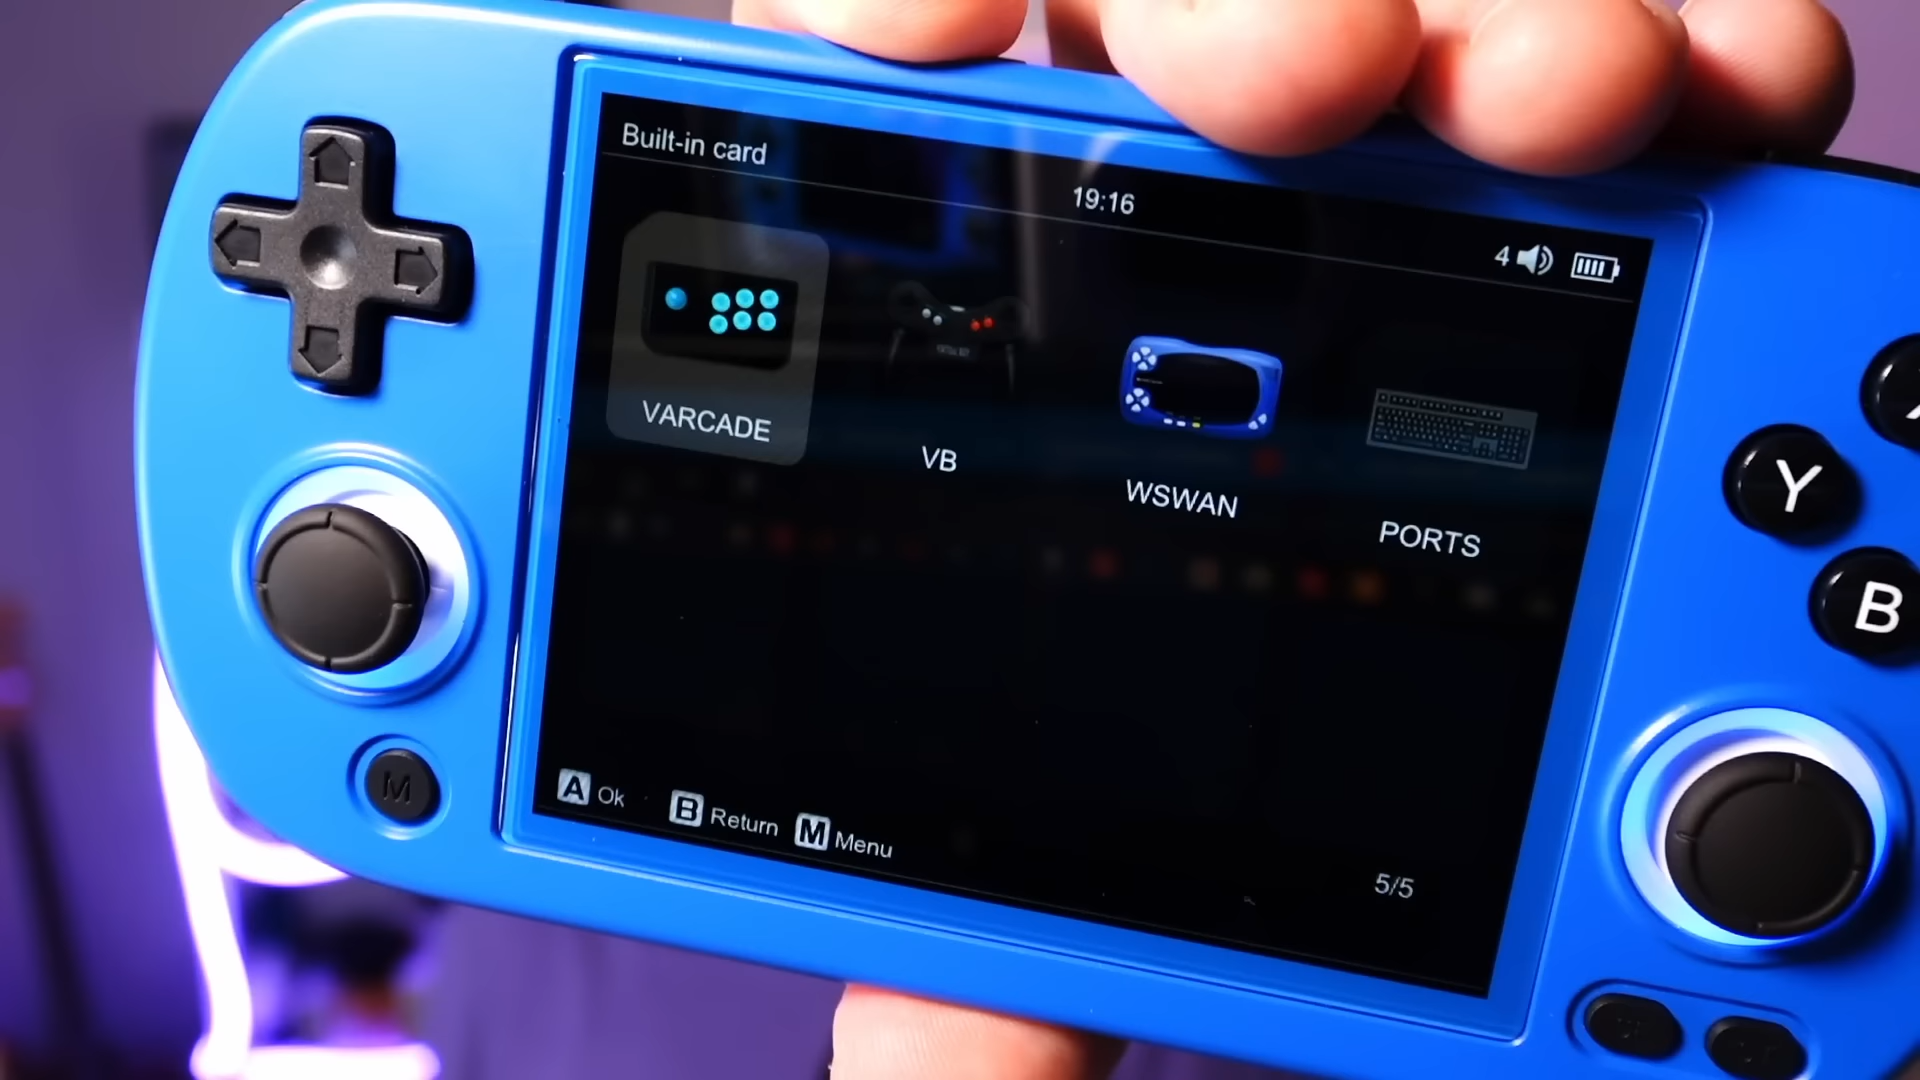 Built-in card
19:16
4
VARCADE
VB
WSWAN
PORTS
Y
B
M
A Ok B Return M Menu
5/5